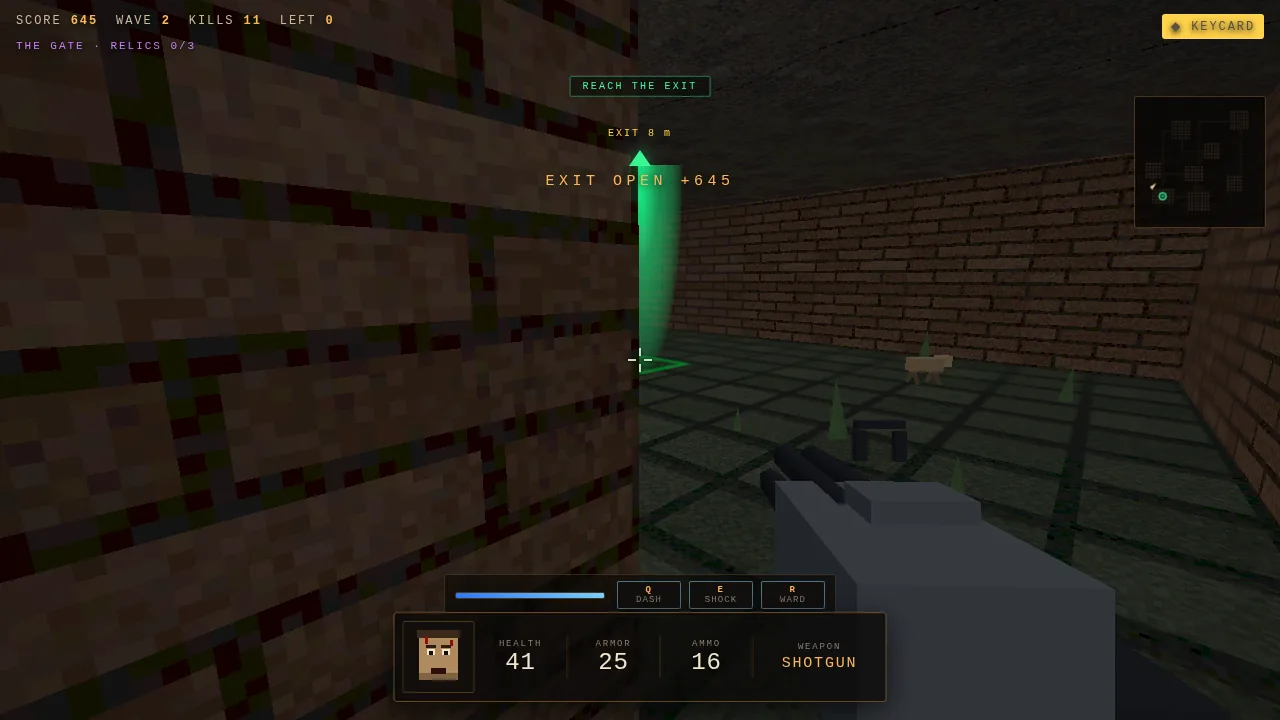 SCORE 645 WAVE 2 KILLS 11 LEFT 0
THE GATE · RELICS 0/3
◆ KEYCARD
REACH THE EXIT
EXIT 8 m
EXIT OPEN +645
Q
DASH
E
SHOCK
R
WARD
HEALTH
41
ARMOR
25
AMMO
16
WEAPON
SHOTGUN